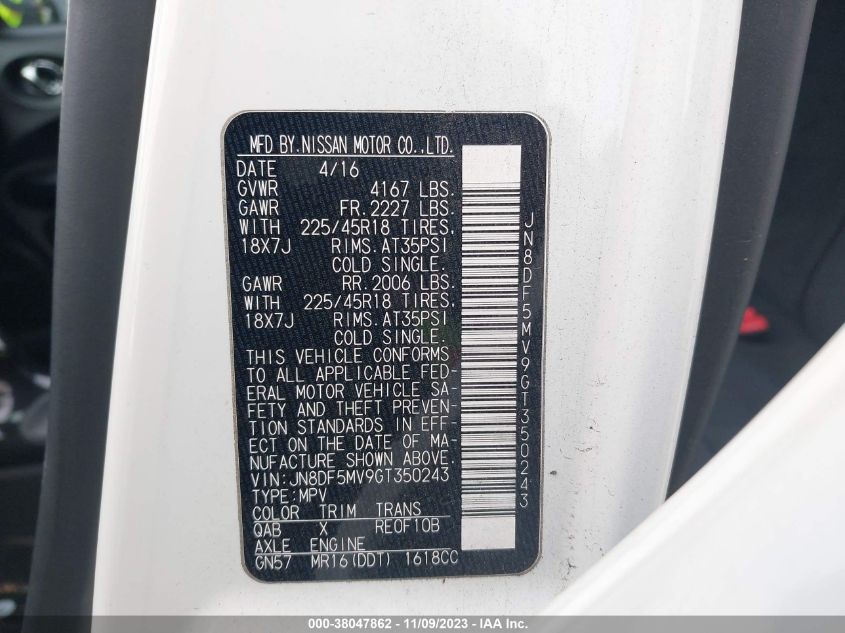 MFD BY.NISSAN MOTOR CO.,LTD.
DATE 4/16
GVWR 4167 LBS.
GAWR FR.2227 LBS.
WITH 225/45R18 TIRES,
18X7J RIMS.AT35PSI
COLD SINGLE.
GAWR RR.2006 LBS.
WITH 225/45R18 TIRES,
18X7J RIMS.AT35PSI
COLD SINGLE.
THIS VEHICLE CONFORMS
TO ALL APPLICABLE FED-
ERAL MOTOR VEHICLE SA-
FETY AND THEFT PREVEN-
TION STANDARDS IN EFF-
ECT ON THE DATE OF MA-
NUFACTURE SHOWN ABOVE.
VIN:JN8DF5MV9GT350243
TYPE:MPV
COLOR TRIM TRANS
QAB X RE0F10B
AXLE ENGINE
GN57 MR16(DDT) 1618CC
JN8DF5MV9GT350243
000-38047862 - 11/09/2023 - IAA Inc.